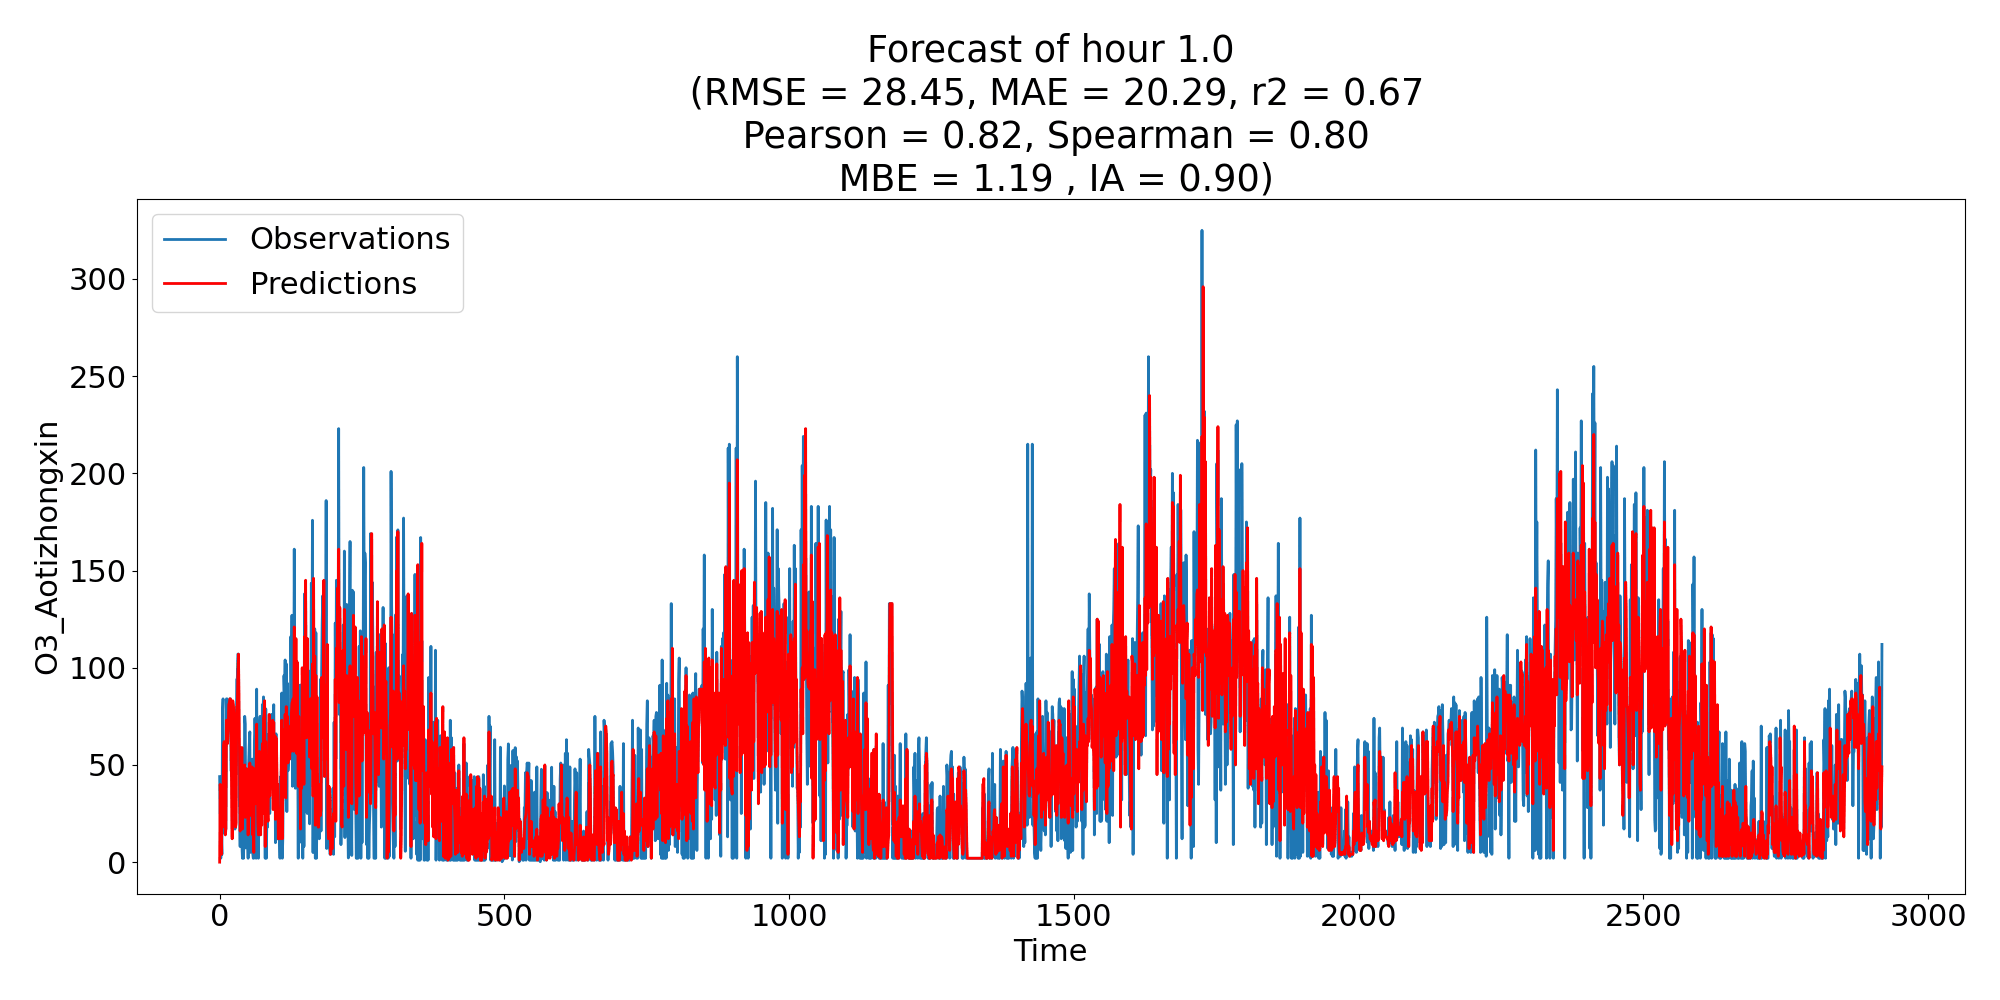 Forecast of hour 1.0
(RMSE = 28.45, MAE = 20.29, r2 = 0.67
Pearson = 0.82, Spearman = 0.80
MBE = 1.19 , IA = 0.90)
Observations
Predictions
300
250
200
150
100
50
0
O3_Aotizhongxin
0 500 1000 1500 2000 2500 3000
Time